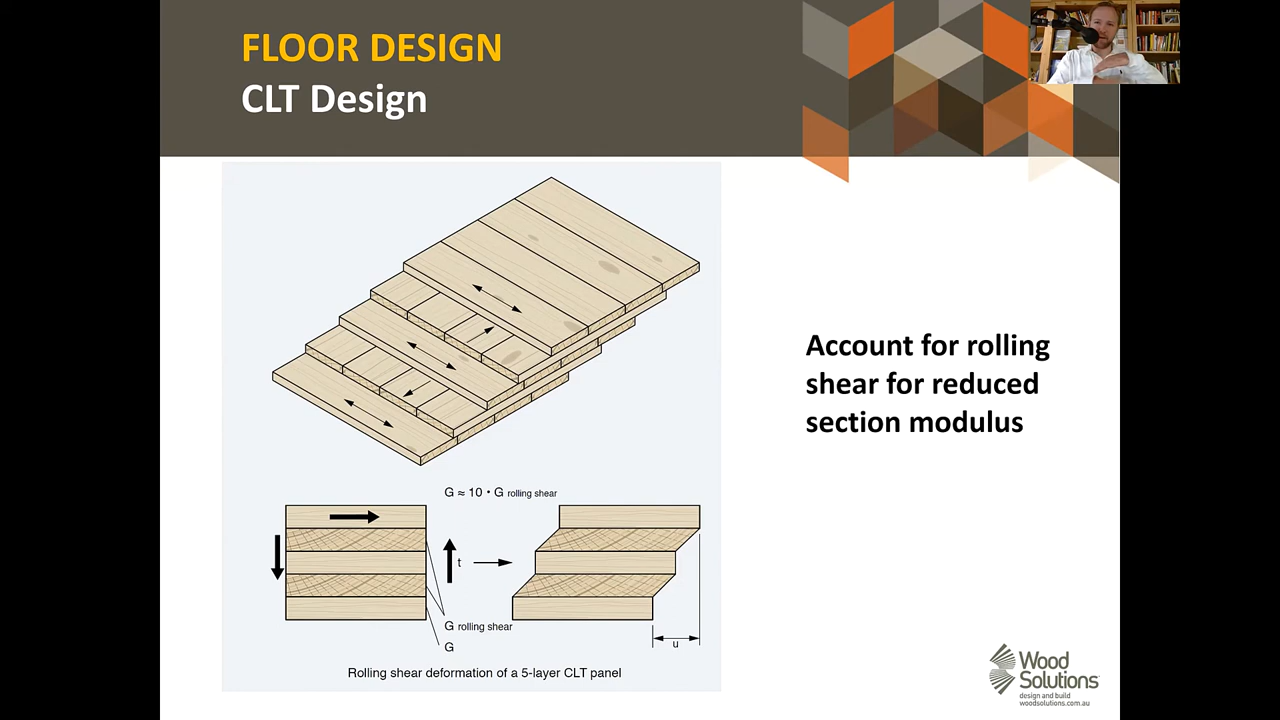 FLOOR DESIGN
CLT Design
Account for rolling
shear for reduced
section modulus
G ≈ 10 • G rolling shear
t
G rolling shear
G
u
Rolling shear deformation of a 5-layer CLT panel
Wood
Solutions
design and build
woodsolutions.com.au